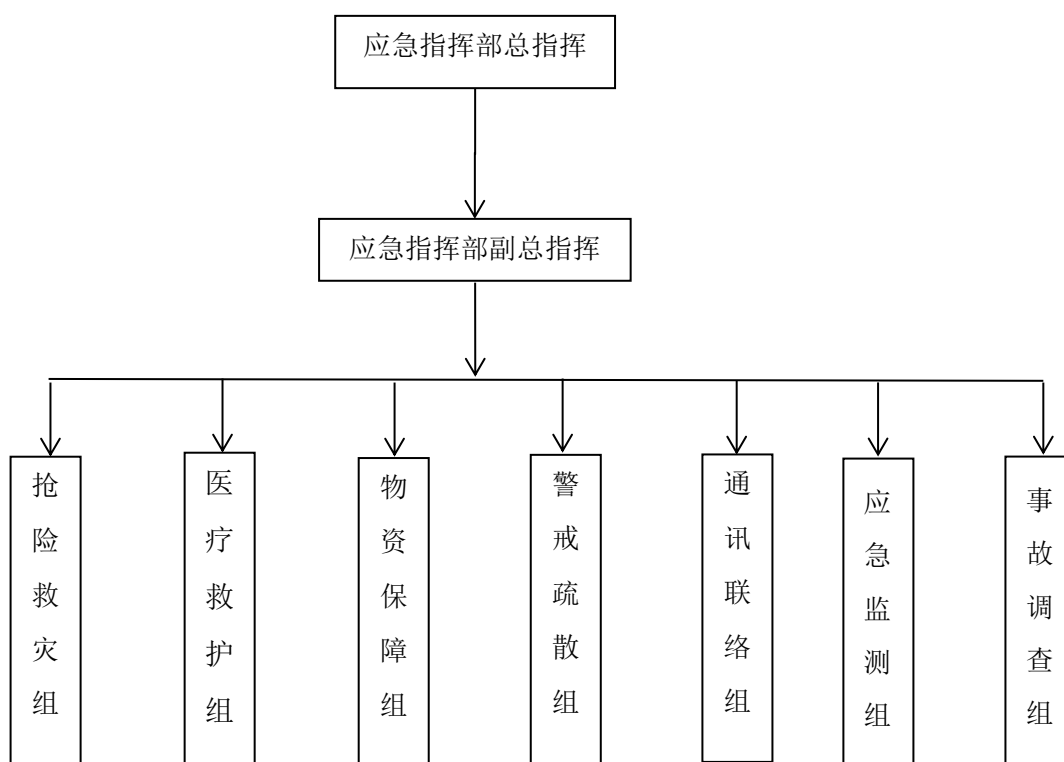 应急指挥部总指挥
应急指挥部副总指挥
抢险救灾组
医疗救护组
物资保障组
警戒疏散组
通讯联络组
应急监测组
事故调查组